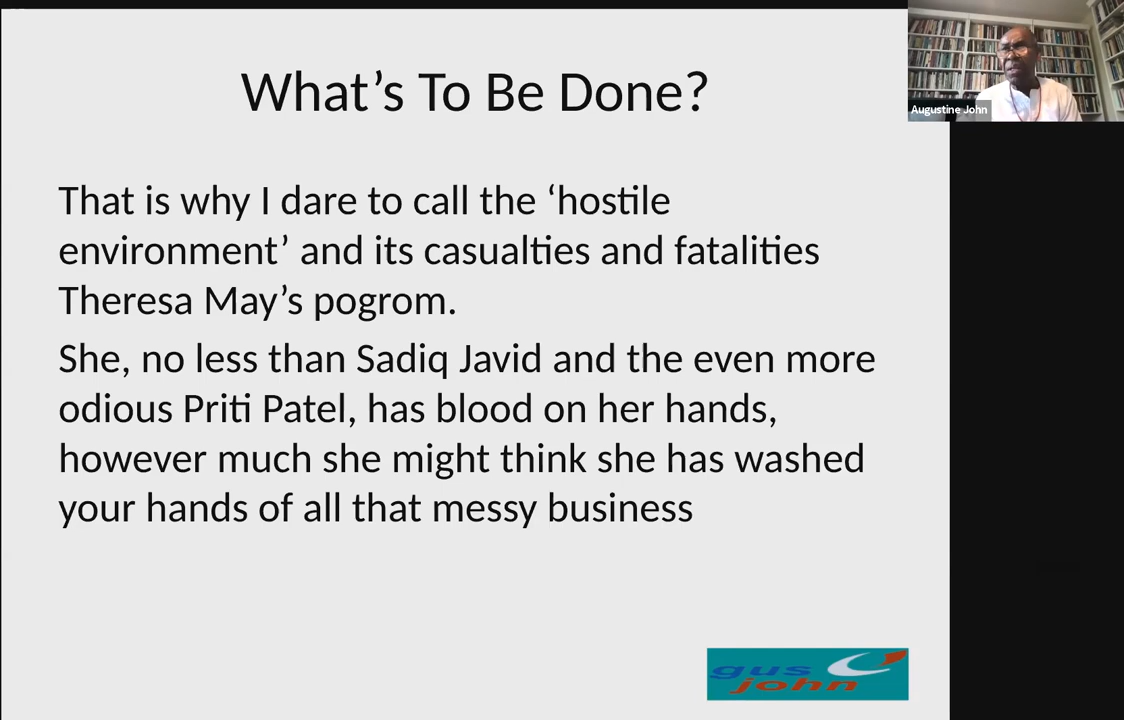 What’s To Be Done?
Augustine John
That is why I dare to call the ‘hostile
environment’ and its casualties and fatalities
Theresa May’s pogrom.
She, no less than Sadiq Javid and the even more
odious Priti Patel, has blood on her hands,
however much she might think she has washed
your hands of all that messy business
gus
john